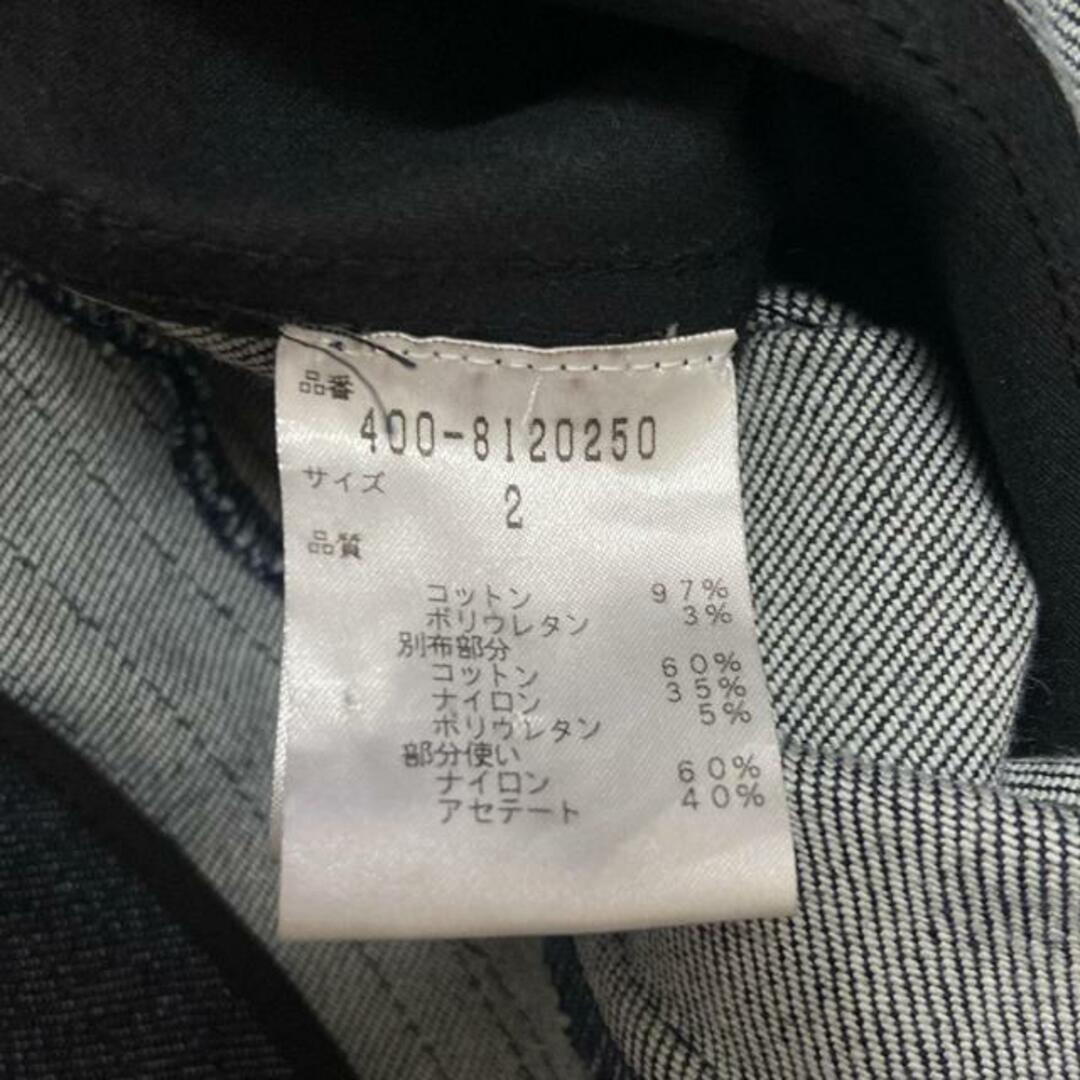 品番
400-8120250
サイズ
2
品質
コットン 97%
ポリウレタン 3%
別布部分
コットン 60%
ナイロン 35%
ポリウレタン 5%
部分使い
ナイロン 60%
アセテート 40%